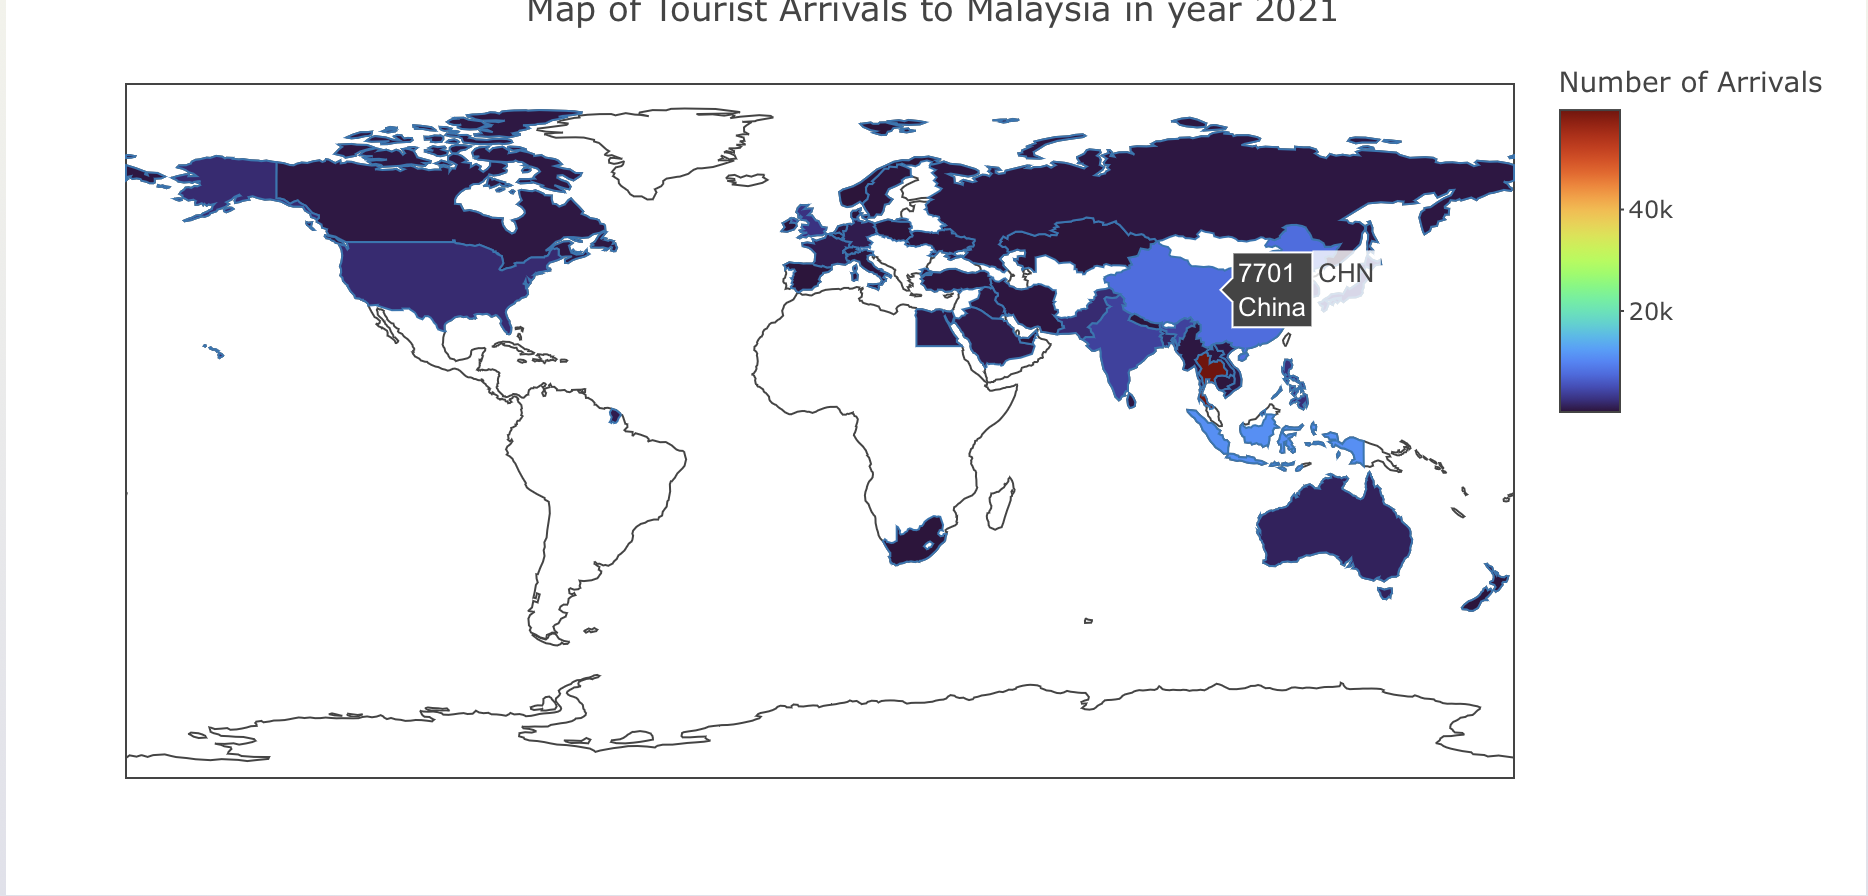 Map of Tourist Arrivals to Malaysia in year 2021
Number of Arrivals
40k
20k
7701
China
CHN